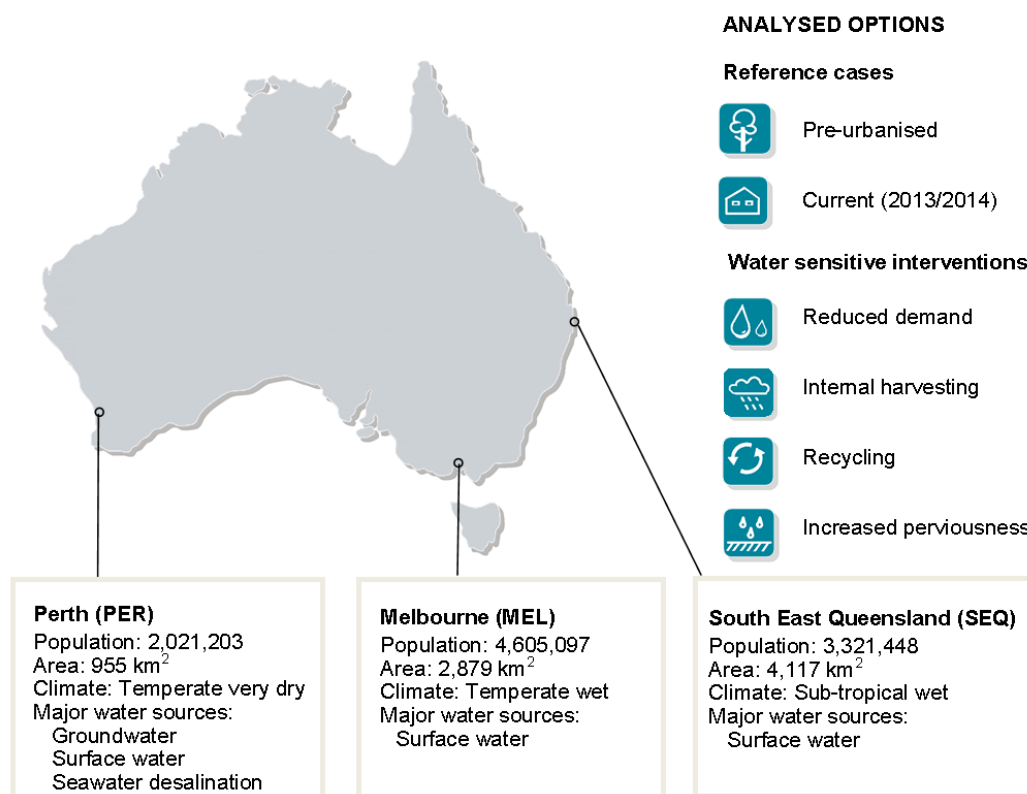 ANALYSED OPTIONS
Reference cases
Pre-urbanised
Current (2013/2014)
Water sensitive interventions
Reduced demand
Internal harvesting
Recycling
Increased perviousness
Perth (PER)
Population: 2,021,203
Area: 955 km²
Climate: Temperate very dry
Major water sources:
Groundwater
Surface water
Seawater desalination
Melbourne (MEL)
Population: 4,605,097
Area: 2,879 km²
Climate: Temperate wet
Major water sources:
Surface water
South East Queensland (SEQ)
Population: 3,321,448
Area: 4,117 km²
Climate: Sub-tropical wet
Major water sources:
Surface water